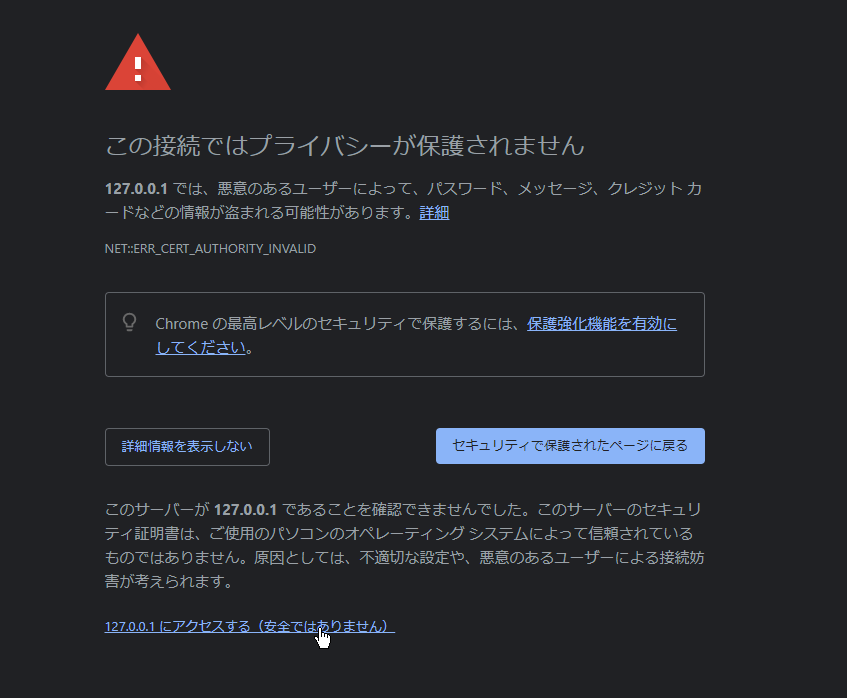 この接続ではプライバシーが保護されません
127.0.0.1 では、悪意のあるユーザーによって、パスワード、メッセージ、クレジット カ
ードなどの情報が盗まれる可能性があります。詳細
NET::ERR_CERT_AUTHORITY_INVALID
Chrome の最高レベルのセキュリティで保護するには、保護強化機能を有効に
してください。
詳細情報を表示しない
セキュリティで保護されたページに戻る
このサーバーが 127.0.0.1 であることを確認できませんでした。このサーバーのセキュリ
ティ証明書は、ご使用のパソコンのオペレーティング システムによって信頼されている
ものではありません。原因としては、不適切な設定や、悪意のあるユーザーによる接続妨
害が考えられます。
127.0.0.1 にアクセスする（安全ではありません）